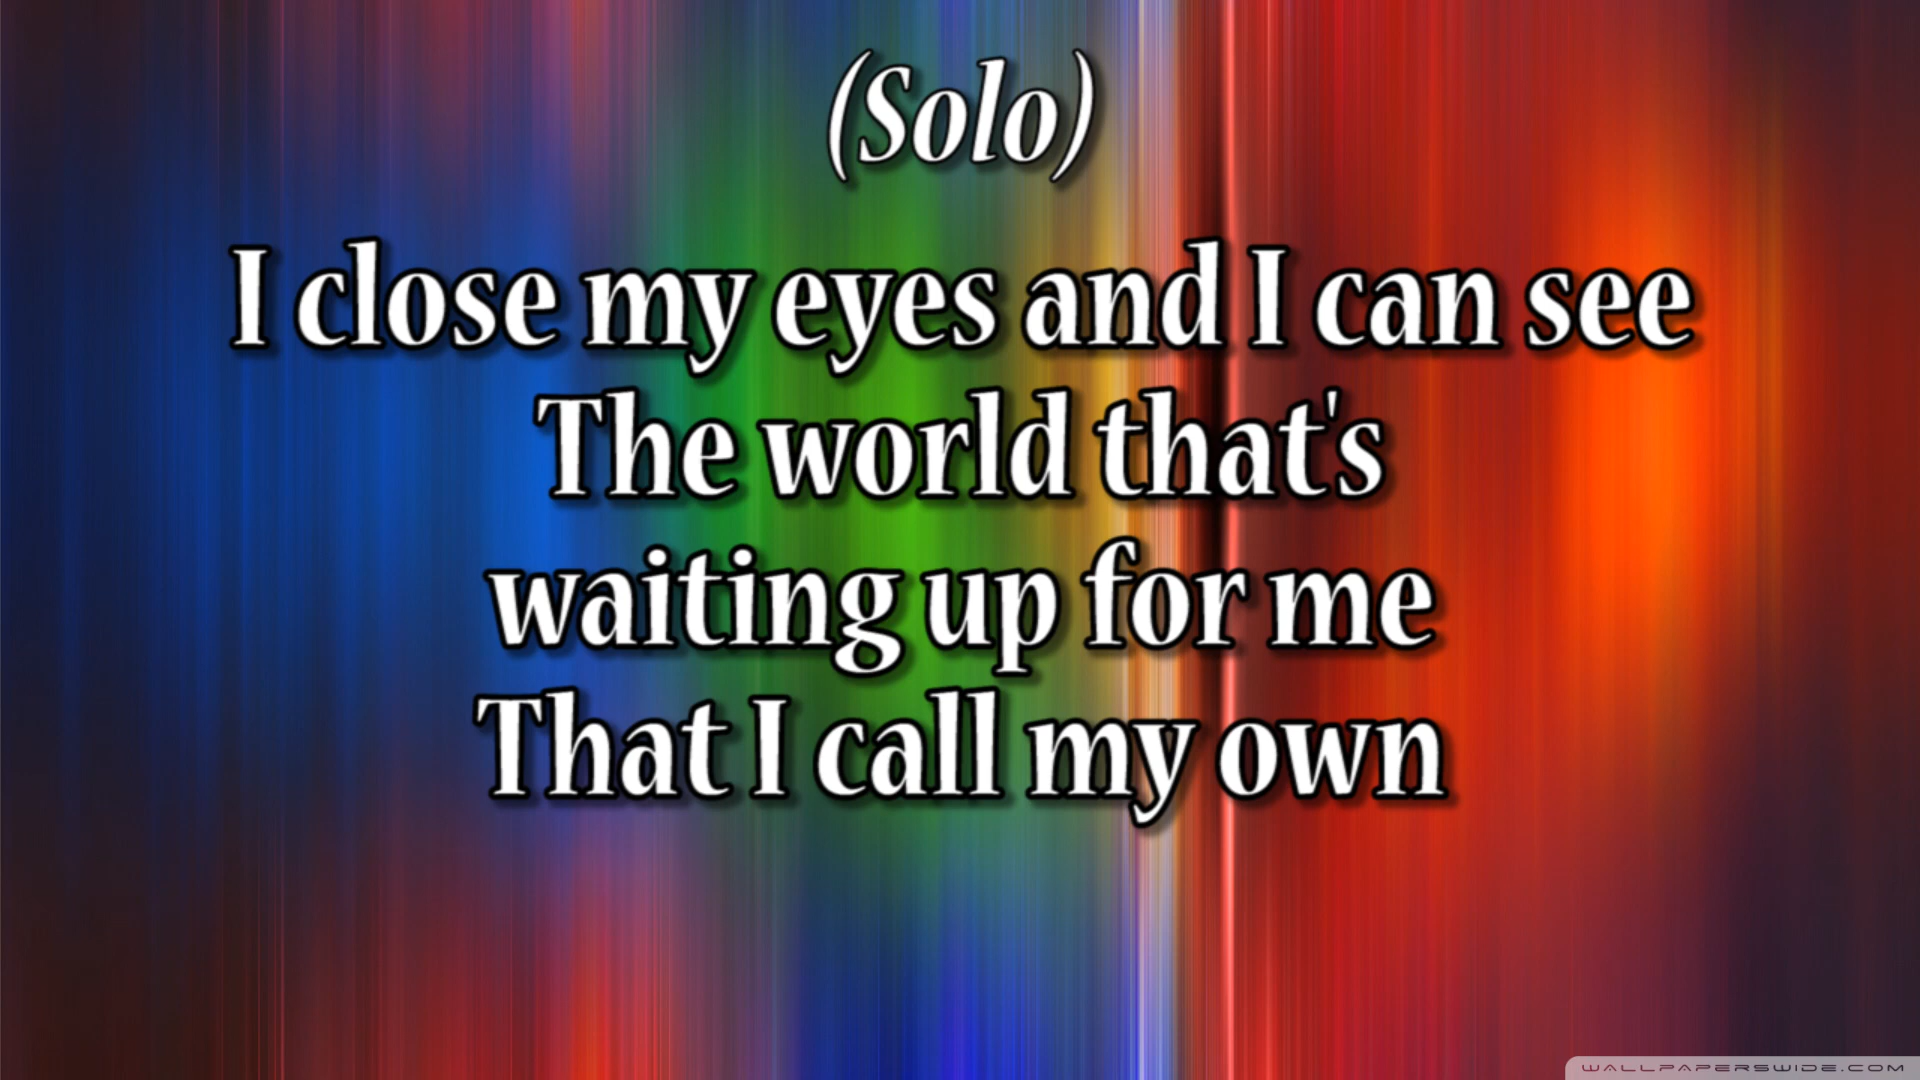 (Solo)
I close my eyes and I can see
The world that's
waiting up for me
That I call my own
WALLPAPERSWIDE.COM